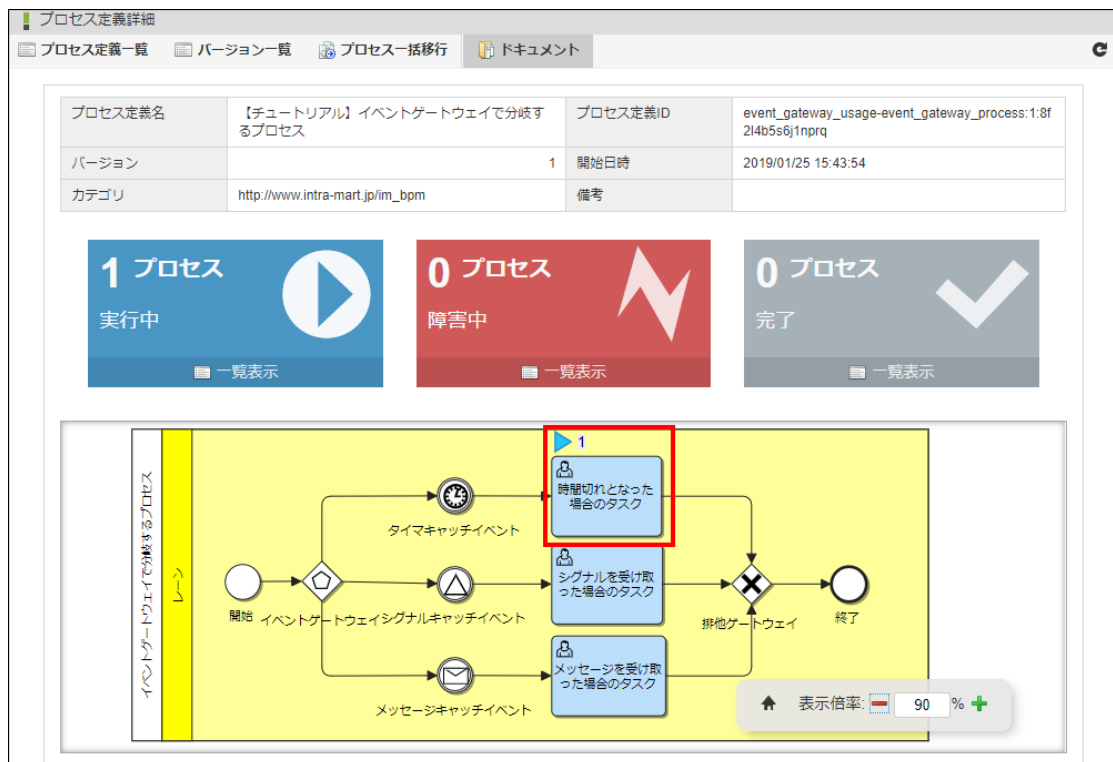 プロセス定義詳細
プロセス定義一覧 バージョン一覧 プロセス一括移行 ドキュメント
プロセス定義名
【チュートリアル】イベントゲートウェイで分岐す
るプロセス
プロセス定義ID
event_gateway_usage-event_gateway_process:1:8f
2l4b5s6j1nprq
バージョン
1
開始日時
2019/01/25 15:43:54
カテゴリ
http://www.intra-mart.jp/im_bpm
備考
1 プロセス
実行中
一覧表示
0 プロセス
障害中
一覧表示
0 プロセス
完了
一覧表示
イベントゲートウェイで分岐するプロセス
レーン
1
時間切れとなった
場合のタスク
タイマキャッチイベント
シグナルを受け取
った場合のタスク
開始
イベントゲートウェイ
シグナルキャッチイベント
排他ゲートウェイ
終了
メッセージを受け取
った場合のタスク
メッセージキャッチイベント
表示倍率: 90 %